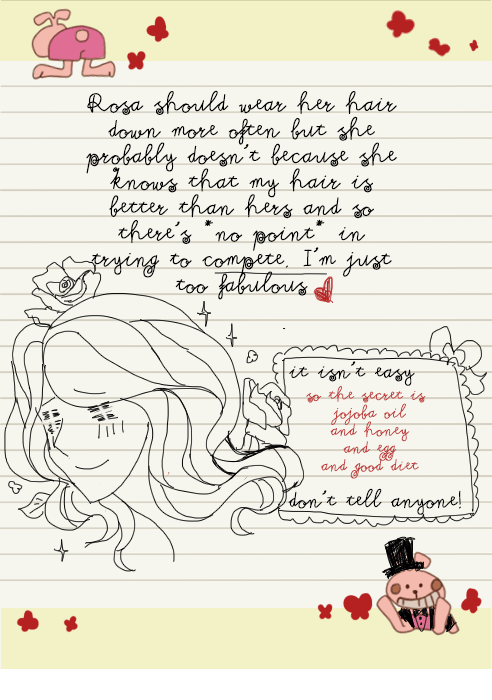 Rosa should wear her hair
down more often but she
probably doesn't because she
knows that my hair is
better than hers and so
there's *no point* in
trying to compete. I'm just
too fabulous
it isn't easy
so the secret is
jojoba oil
and honey
and egg
and good diet
don't tell anyone!